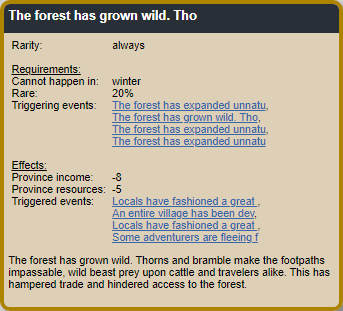 The forest has grown wild. Tho
Rarity: always
Requirements:
Cannot happen in: winter
Rare: 20%
Triggering events: The forest has expanded unnatu,
The forest has grown wild. Tho,
The forest has expanded unnatu,
The forest has expanded unnatu
Effects:
Province income: -8
Province resources: -5
Triggered events: Locals have fashioned a great ,
An entire village has been dev,
Locals have fashioned a great ,
Some adventurers are fleeing f
The forest has grown wild. Thorns and bramble make the footpaths
impassable, wild beast prey upon cattle and travelers alike. This has
hampered trade and hindered access to the forest.